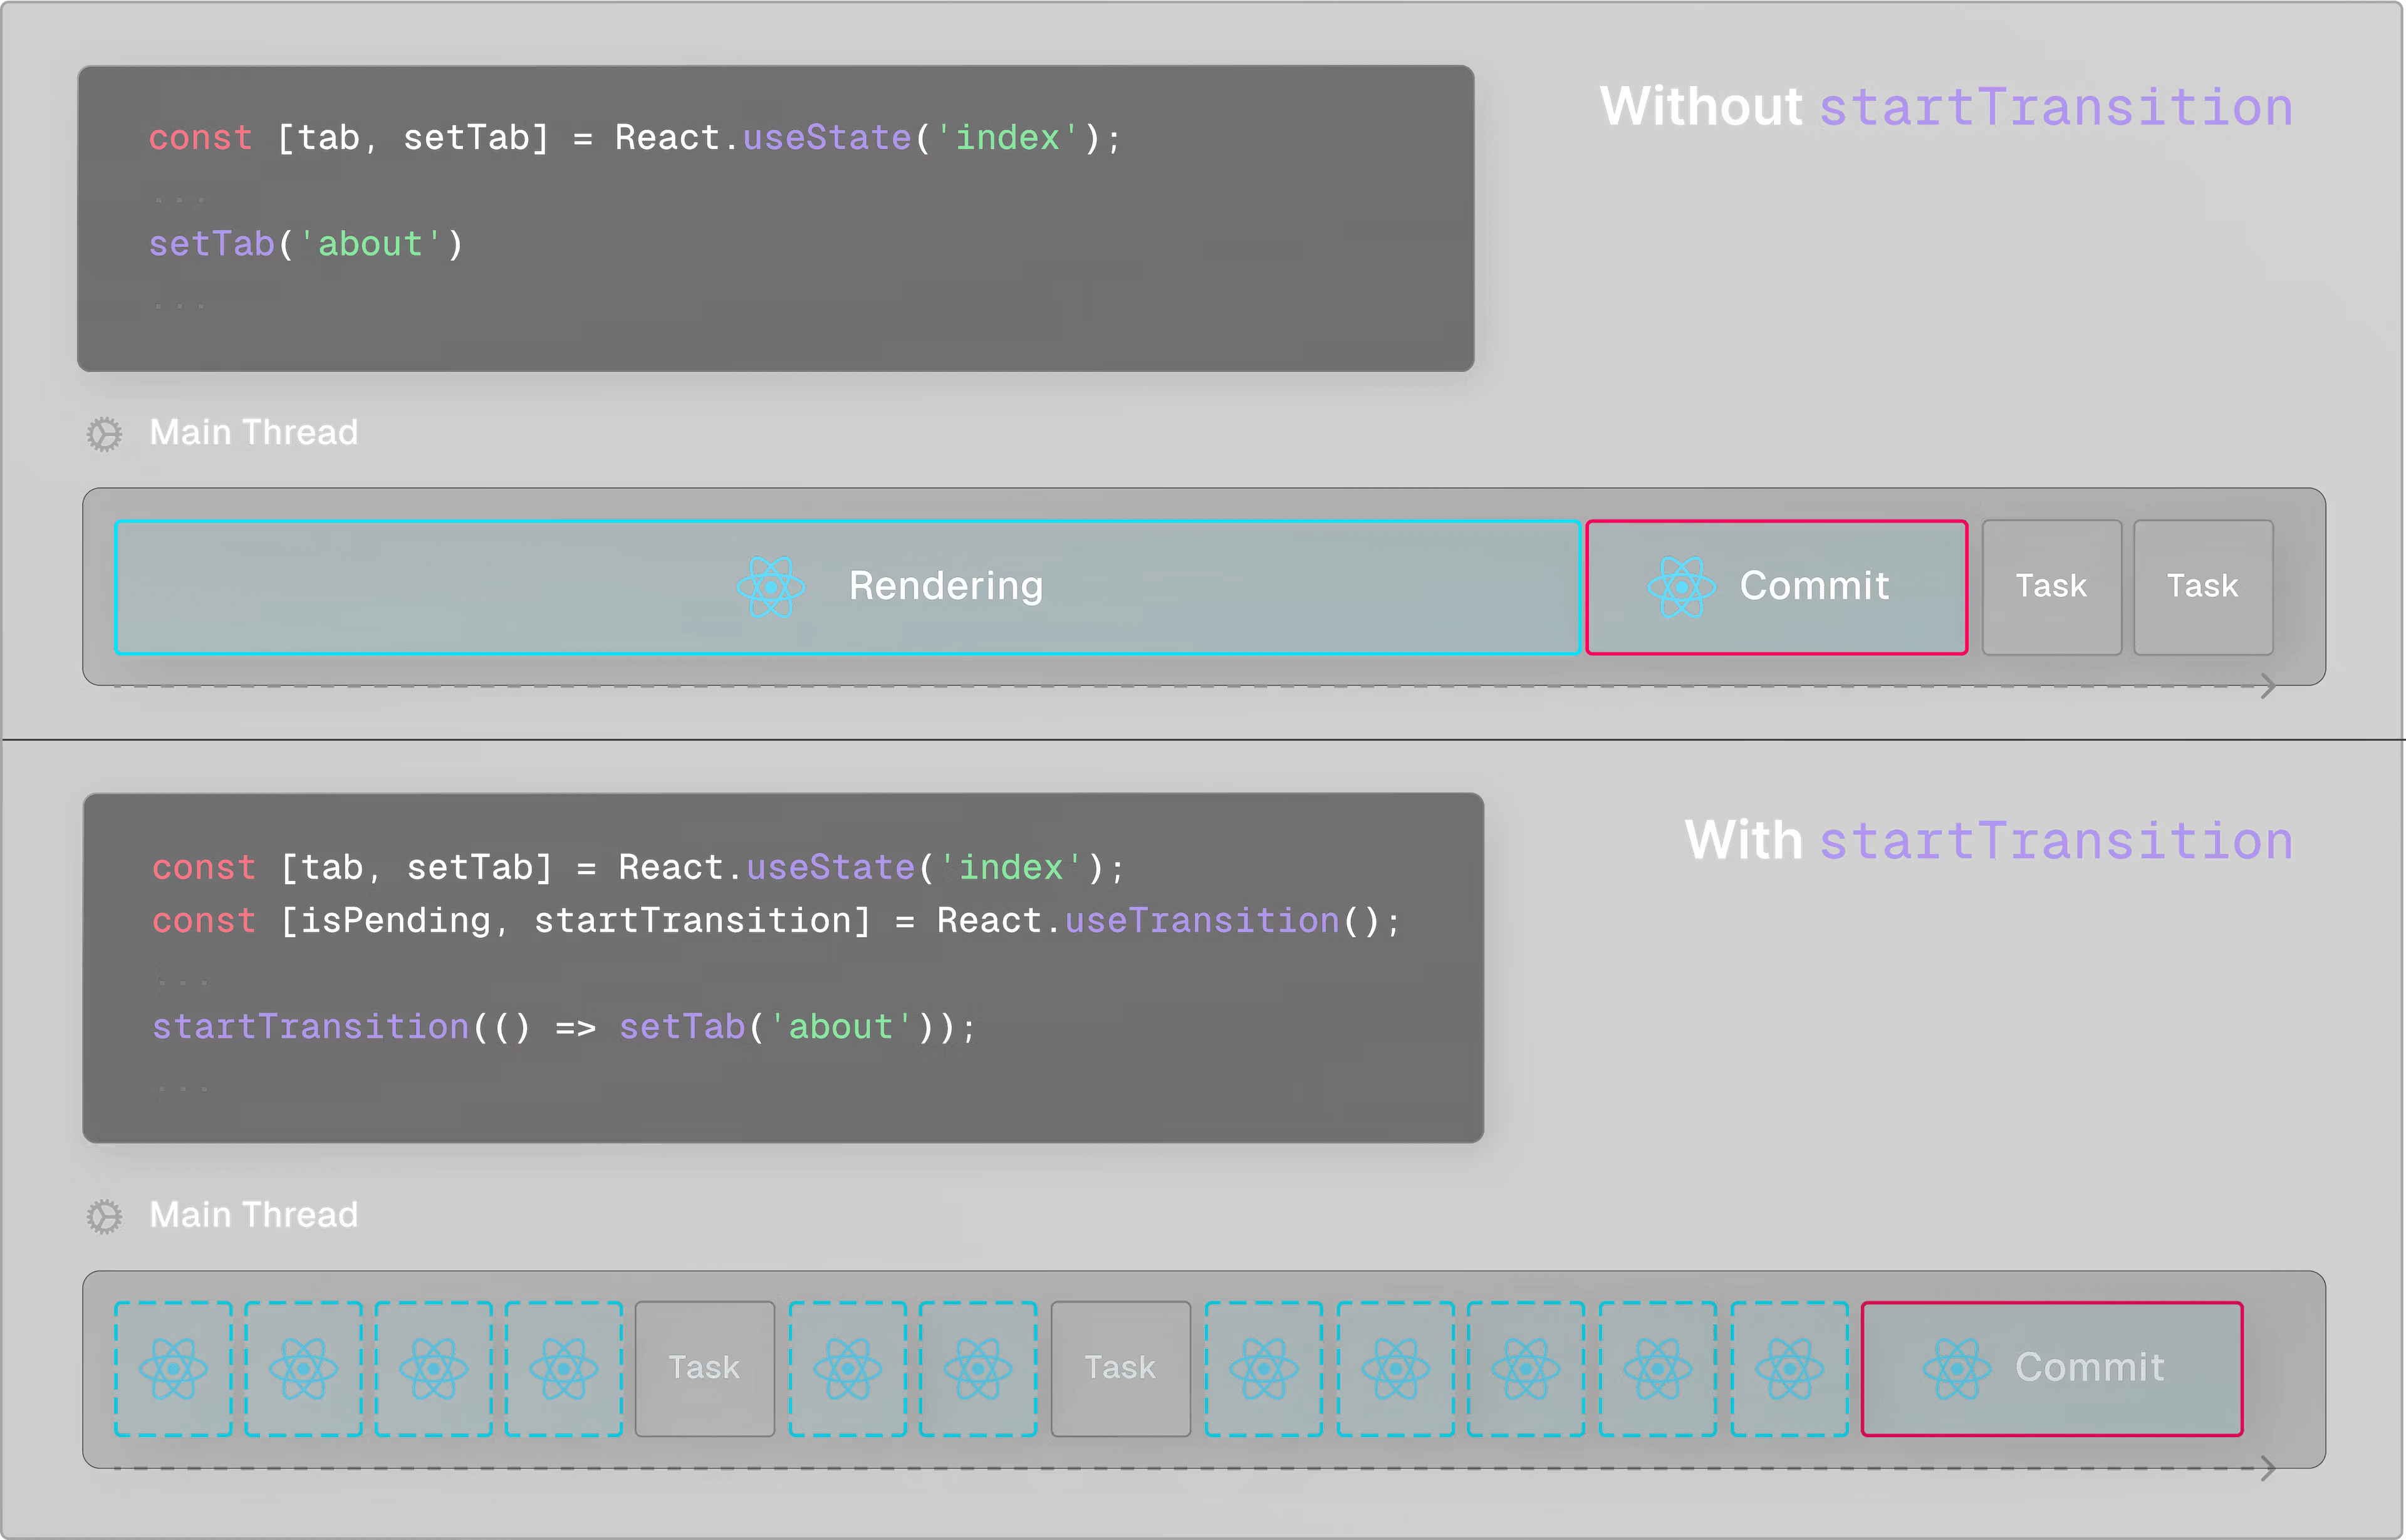 const [tab, setTab] = React.useState('index');
...
setTab('about')
...
Without startTransition
Main Thread
Rendering
Commit
Task
Task
const [tab, setTab] = React.useState('index');
const [isPending, startTransition] = React.useTransition();
...
startTransition(() => setTab('about'));
...
With startTransition
Main Thread
Task
Task
Commit